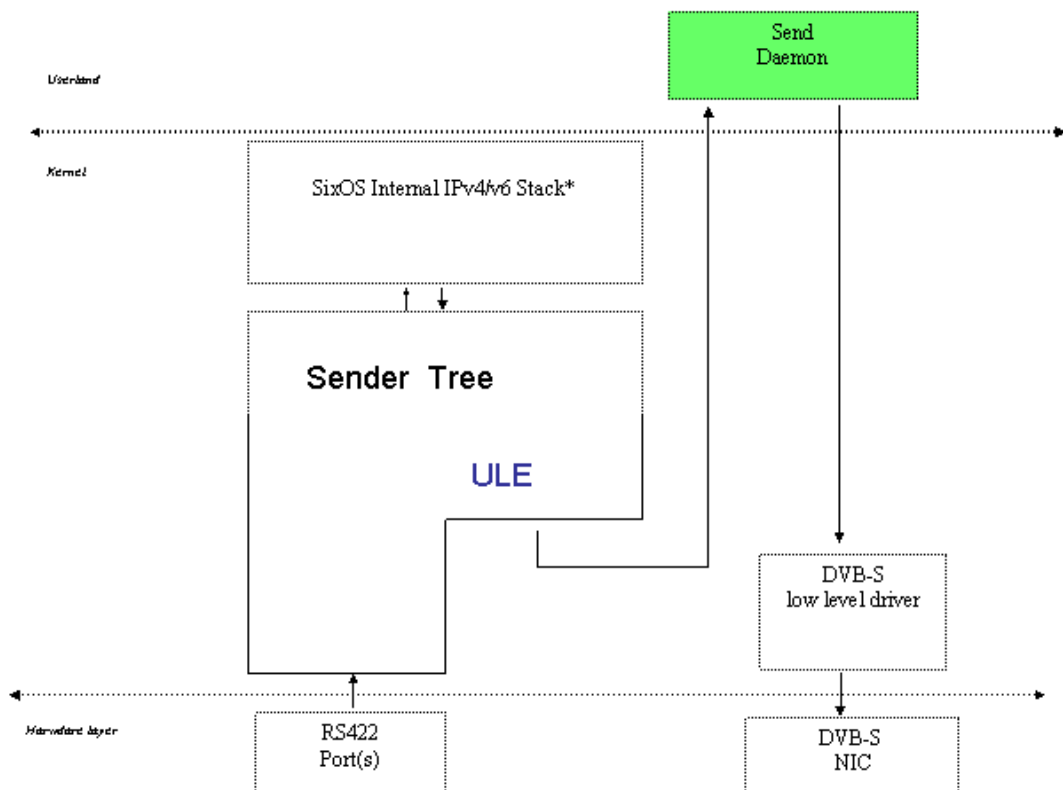 Send
Daemon
Userland
Kernel
SixOS Internal IPv4/v6 Stack*
Sender Tree
ULE
DVB-S
low level driver
Harwdare layer
RS422
Port(s)
DVB-S
NIC